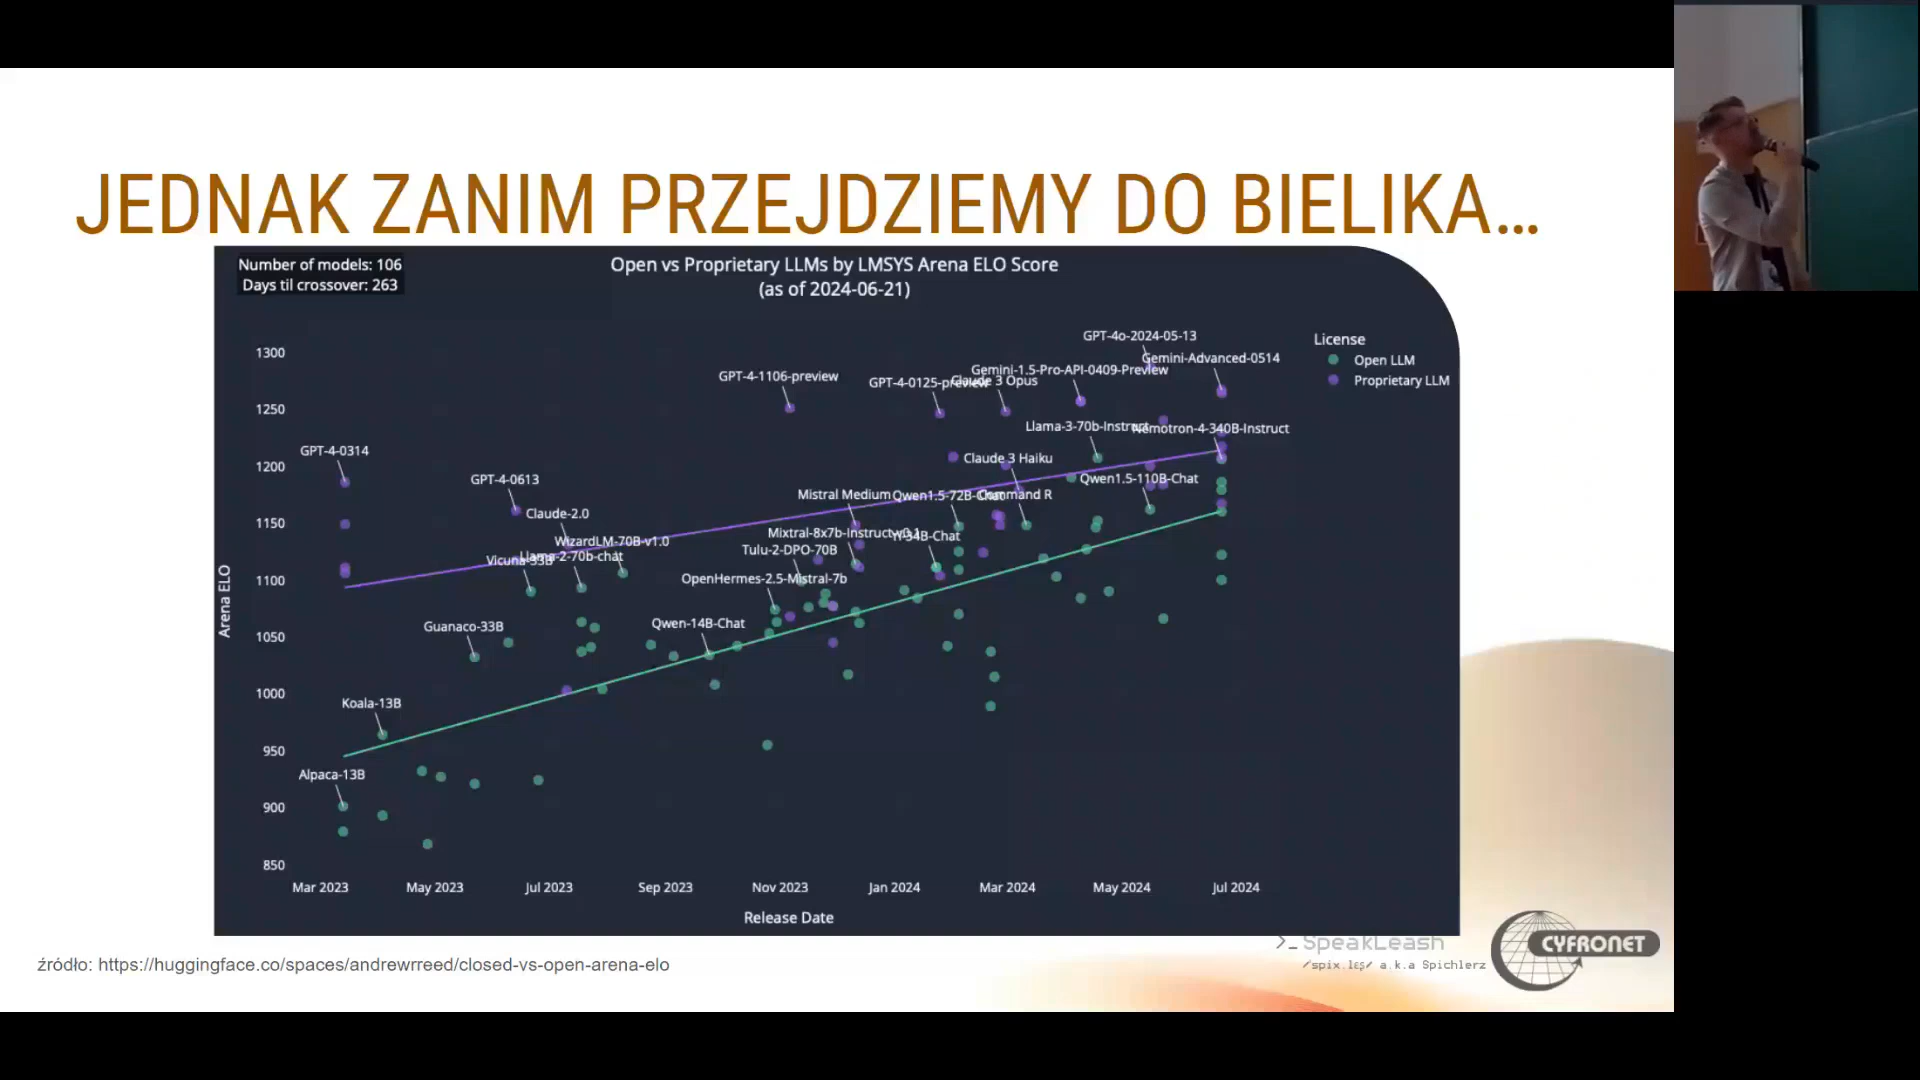 JEDNAK ZANIM PRZEJDZIEMY DO BIELIKA...
Number of models: 106
Days til crossover: 263
Open vs Proprietary LLMs by LMSYS Arena ELO Score
(as of 2024-06-21)
License
Open LLM
Proprietary LLM
GPT-4o-2024-05-13
Gemini-Advanced-0514
Gemini-1.5-Pro-API-0409-Preview
GPT-4-1106-preview
GPT-4-0125-preview
Claude 3 Opus
Llama-3-70b-Instruct
Nemotron-4-340B-Instruct
GPT-4-0314
Claude 3 Haiku
GPT-4-0613
Qwen1.5-110B-Chat
Mistral Medium
Qwen1.5-72B-Chat
Command R
Claude-2.0
Mixtral-8x7b-Instruct-v0.1
Yi-34B-Chat
WizardLM-70B-v1.0
Tulu-2-DPO-70B
Llama-2-70b-chat
Vicuna-33B
OpenHermes-2.5-Mistral-7b
Guanaco-33B
Qwen-14B-Chat
Koala-13B
Alpaca-13B
Arena ELO
1300
1250
1200
1150
1100
1050
1000
950
900
850
Mar 2023
May 2023
Jul 2023
Sep 2023
Nov 2023
Jan 2024
Mar 2024
May 2024
Jul 2024
Release Date
źródło: https://huggingface.co/spaces/andrewrreed/closed-vs-open-arena-elo
>_ SpeakLeash
a.k.a Spichlerz
CYFRONET